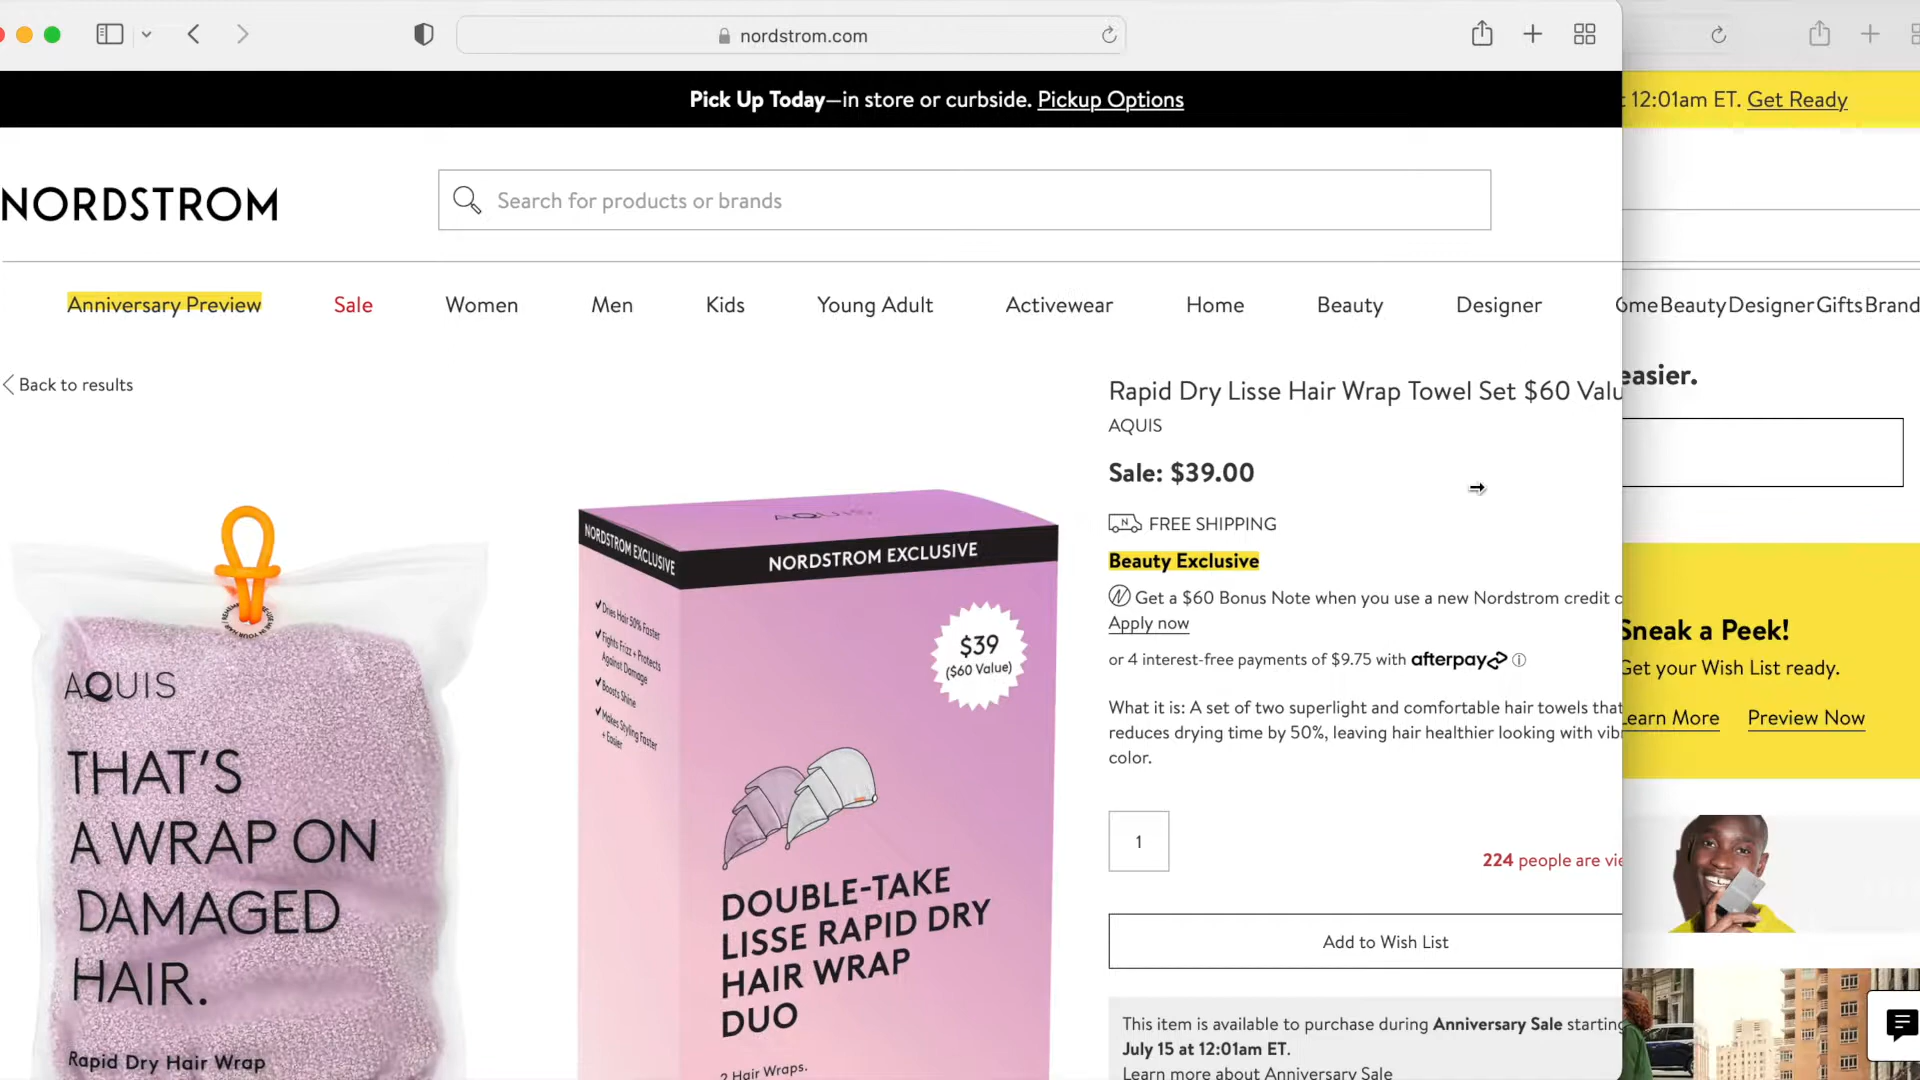 nordstrom.com
Pick Up Today—in store or curbside. Pickup Options
12:01am ET. Get Ready
NORDSTROM
Search for products or brands
Anniversary Preview
Sale
Women
Men
Kids
Young Adult
Activewear
Home
Beauty
Designer
Beauty
Designer
Gifts
Brand
Back to results
easier.
Rapid Dry Lisse Hair Wrap Towel Set $60 Valu
AQUIS
Sale: $39.00
FREE SHIPPING
Beauty Exclusive
Get a $60 Bonus Note when you use a new Nordstrom credit c
Apply now
or 4 interest-free payments of $9.75 with afterpay
What it is: A set of two superlight and comfortable hair towels that
reduces drying time by 50%, leaving hair healthier looking with vib
color.
1
224 people are vie
Add to Wish List
This item is available to purchase during Anniversary Sale starting
July 15 at 12:01am ET.
Learn more about Anniversary Sale
AQUIS
THAT'S
A WRAP ON
DAMAGED
HAIR.
Rapid Dry Hair Wrap
AQUIS
NORDSTROM EXCLUSIVE
NORDSTROM EXCLUSIVE
Dries Hair 50% Faster
Fights Frizz + Protects
Against Damage
Boosts Shine
Makes Styling Faster
+ Easier
$39
($60 Value)
DOUBLE-TAKE
LISSE RAPID DRY
HAIR WRAP
DUO
2 Hair Wraps.
Sneak a Peek!
Get your Wish List ready.
Learn More
Preview Now